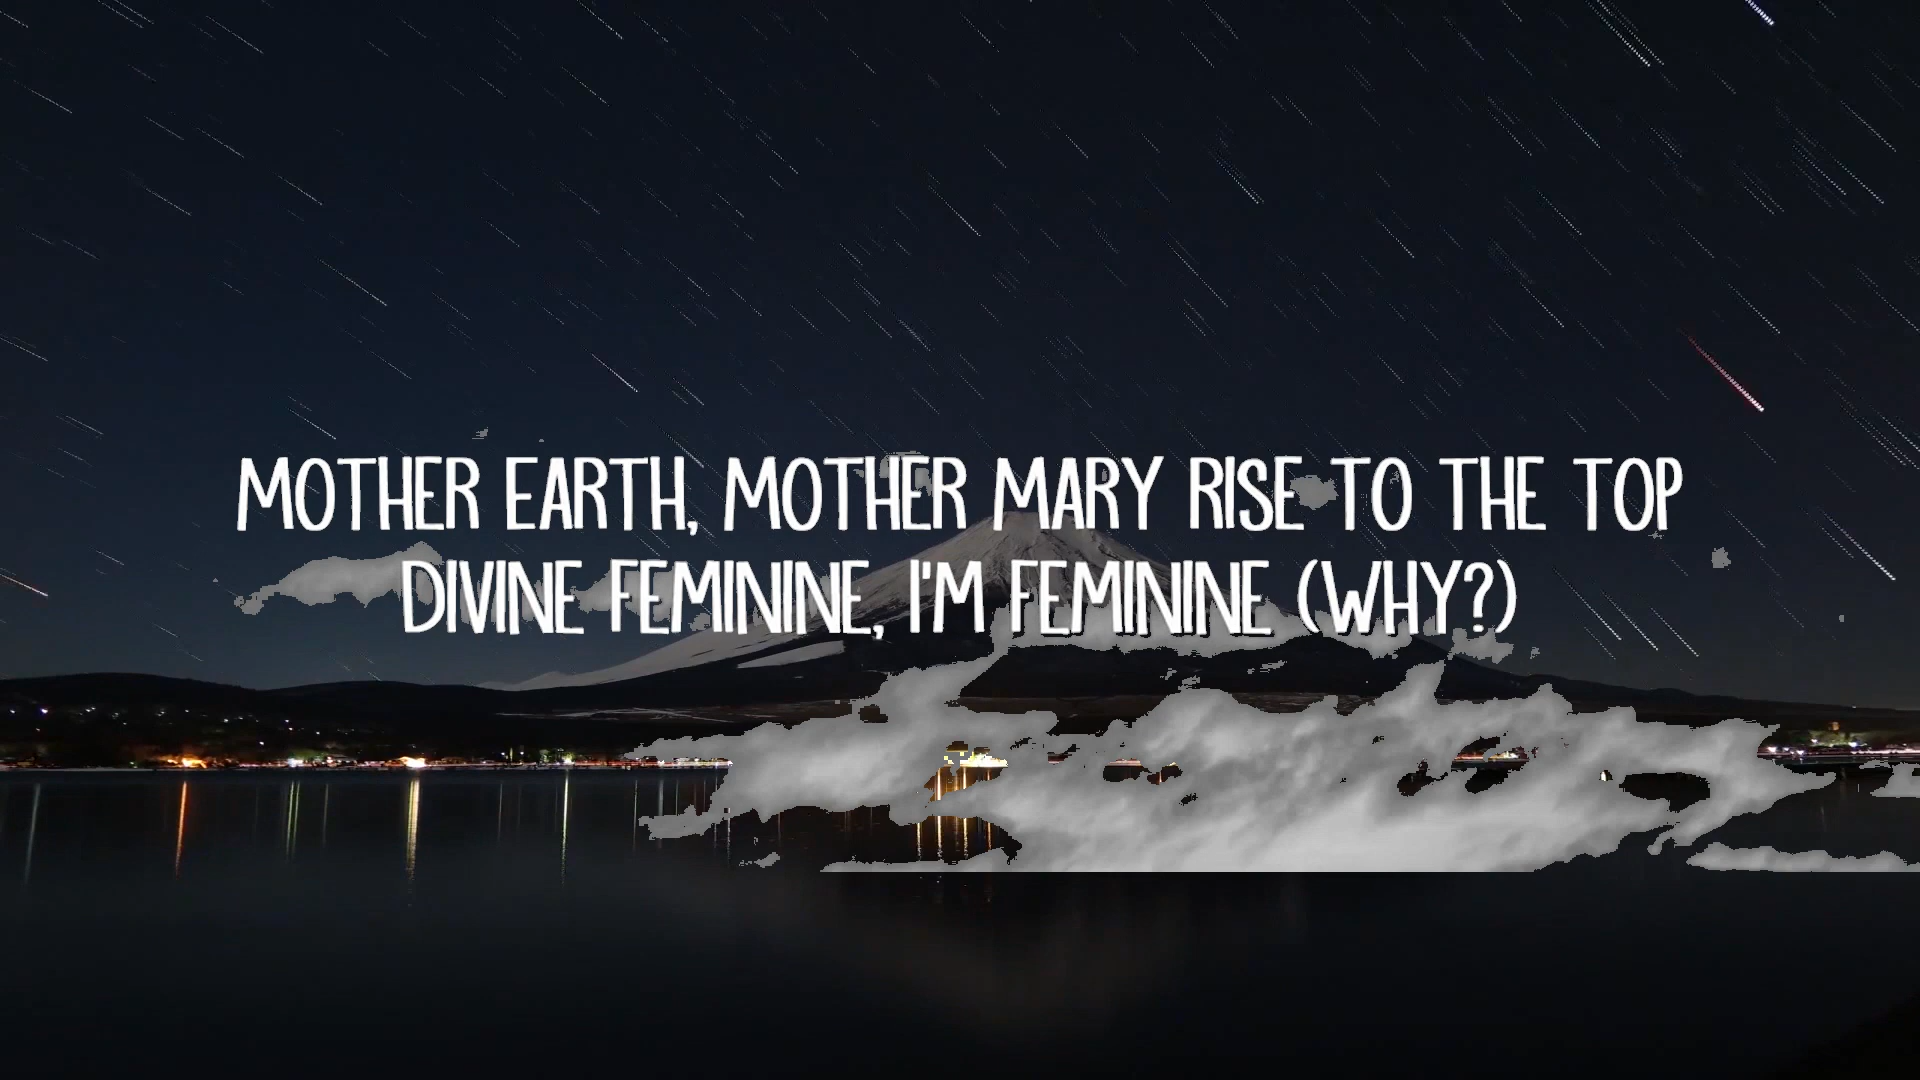 MOTHER EARTH, MOTHER MARY RISE TO THE TOP
DIVINE FEMININE, I'M FEMININE (WHY?)